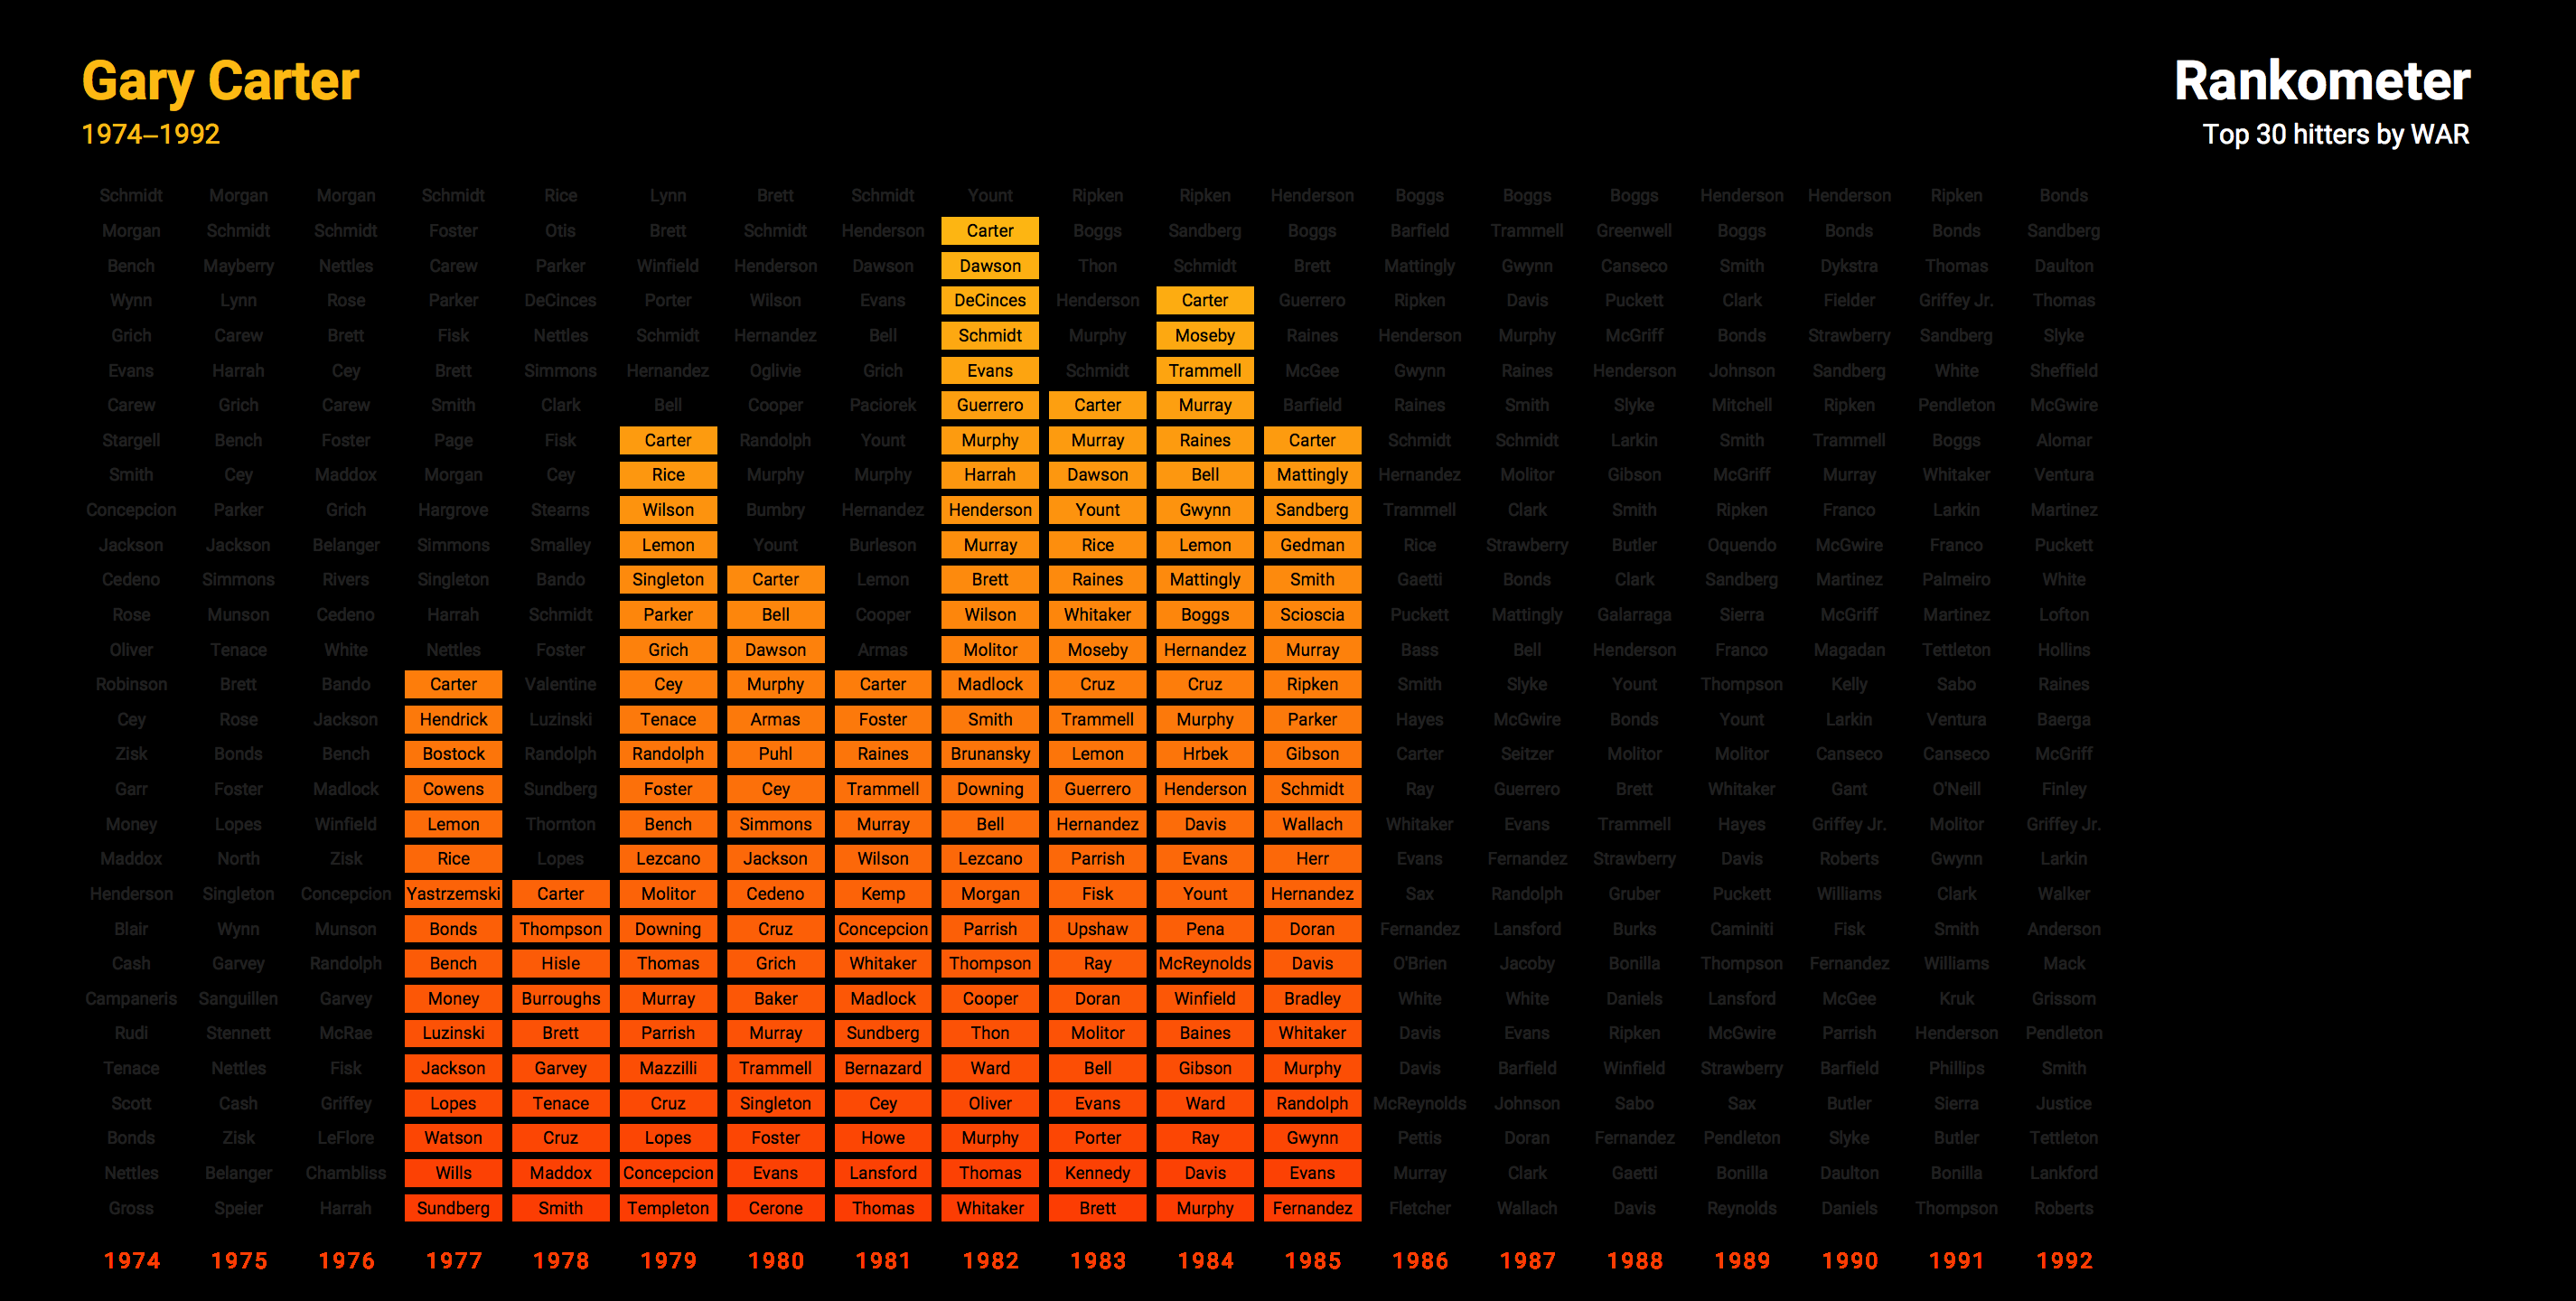 Gary Carter
1974–1992
Rankometer
Top 30 hitters by WAR
Schmidt Morgan Morgan Schmidt Rice Lynn Brett Schmidt Yount Ripken Ripken Henderson Boggs Boggs Boggs Henderson Henderson Ripken Bonds
Morgan Schmidt Schmidt Foster Otis Brett Schmidt Henderson Carter Boggs Sandberg Boggs Barfield Trammell Greenwell Boggs Bonds Bonds Sandberg
Bench Mayberry Nettles Carew Parker Winfield Henderson Dawson Dawson Thon Schmidt Brett Mattingly Gwynn Canseco Smith Dykstra Thomas Daulton
Wynn Lynn Rose Parker DeCinces Porter Wilson Evans DeCinces Henderson Carter Guerrero Ripken Davis Puckett Clark Fielder Griffey Jr. Thomas
Grich Carew Brett Fisk Nettles Schmidt Hernandez Bell Schmidt Murphy Moseby Raines Henderson Murphy McGriff Bonds Strawberry Sandberg Slyke
Evans Harrah Cey Brett Simmons Hernandez Oglivie Grich Evans Schmidt Trammell McGee Gwynn Raines Henderson Johnson Sandberg White Sheffield
Carew Grich Carew Smith Clark Bell Cooper Paciorek Guerrero Carter Murray Barfield Raines Smith Slyke Mitchell Ripken Pendleton McGwire
Stargell Bench Foster Page Fisk Carter Randolph Yount Murphy Murray Raines Carter Schmidt Schmidt Larkin Smith Trammell Boggs Alomar
Smith Cey Maddox Morgan Cey Rice Murphy Murphy Harrah Dawson Bell Mattingly Hernandez Molitor Gibson McGriff Murray Whitaker Ventura
Concepcion Parker Grich Hargrove Stearns Wilson Bumbry Hernandez Henderson Yount Gwynn Sandberg Trammell Clark Smith Ripken Franco Larkin Martinez
Jackson Jackson Belanger Simmons Smalley Lemon Yount Burleson Murray Rice Lemon Gedman Rice Strawberry Butler Oquendo McGwire Franco Puckett
Cedeno Simmons Rivers Singleton Bando Singleton Carter Lemon Brett Raines Mattingly Smith Gaetti Bonds Clark Sandberg Martinez Palmeiro White
Rose Munson Cedeno Harrah Schmidt Parker Bell Cooper Wilson Whitaker Boggs Scioscia Puckett Mattingly Galarraga Sierra McGriff Martinez Lofton
Oliver Tenace White Nettles Foster Grich Dawson Armas Molitor Moseby Hernandez Murray Bass Bell Henderson Franco Magadan Tettleton Hollins
Robinson Brett Bando Carter Valentine Cey Murphy Carter Madlock Cruz Cruz Ripken Smith Slyke Yount Thompson Kelly Sabo Raines
Cey Rose Jackson Hendrick Luzinski Tenace Armas Foster Smith Trammell Murphy Parker Hayes McGwire Bonds Yount Larkin Ventura Baerga
Zisk Bonds Bench Bostock Randolph Randolph Puhl Raines Brunansky Lemon Hrbek Gibson Carter Seitzer Molitor Molitor Canseco Canseco McGriff
Garr Foster Madlock Cowens Sundberg Foster Cey Trammell Downing Guerrero Henderson Schmidt Ray Guerrero Brett Whitaker Gant O'Neill Finley
Money Lopes Winfield Lemon Thornton Bench Simmons Murray Bell Hernandez Davis Wallach Whitaker Evans Trammell Hayes Griffey Jr. Molitor Griffey Jr.
Maddox North Zisk Rice Lopes Lezcano Jackson Wilson Lezcano Parrish Evans Herr Evans Fernandez Strawberry Davis Roberts Gwynn Larkin
Henderson Singleton Concepcion Yastrzemski Carter Molitor Cedeno Kemp Morgan Fisk Yount Hernandez Sax Randolph Gruber Puckett Williams Clark Walker
Blair Wynn Munson Bonds Thompson Downing Cruz Concepcion Parrish Upshaw Pena Doran Fernandez Lansford Burks Caminiti Fisk Smith Anderson
Cash Garvey Randolph Bench Hisle Thomas Grich Whitaker Thompson Ray McReynolds Davis O'Brien Jacoby Bonilla Thompson Fernandez Williams Mack
Campaneris Sanguillen Garvey Money Burroughs Murray Baker Madlock Cooper Doran Winfield Bradley White White Daniels Lansford McGee Kruk Grissom
Rudi Stennett McRae Luzinski Brett Parrish Murray Sundberg Thon Molitor Baines Whitaker Davis Evans Ripken McGwire Parrish Henderson Pendleton
Tenace Nettles Fisk Jackson Garvey Mazzilli Trammell Bernazard Ward Bell Gibson Murphy Davis Barfield Winfield Strawberry Barfield Phillips Smith
Scott Cash Griffey Lopes Tenace Cruz Singleton Cey Oliver Evans Ward Randolph McReynolds Johnson Sabo Sax Butler Sierra Justice
Bonds Zisk LeFlore Watson Cruz Lopes Foster Howe Murphy Porter Ray Gwynn Pettis Doran Fernandez Pendleton Slyke Butler Tettleton
Nettles Belanger Chambliss Wills Maddox Concepcion Evans Lansford Thomas Kennedy Davis Evans Murray Clark Gaetti Bonilla Daulton Bonilla Lankford
Gross Speier Harrah Sundberg Smith Templeton Cerone Thomas Whitaker Brett Murphy Fernandez Fletcher Wallach Davis Reynolds Daniels Thompson Roberts
1974 1975 1976 1977 1978 1979 1980 1981 1982 1983 1984 1985 1986 1987 1988 1989 1990 1991 1992